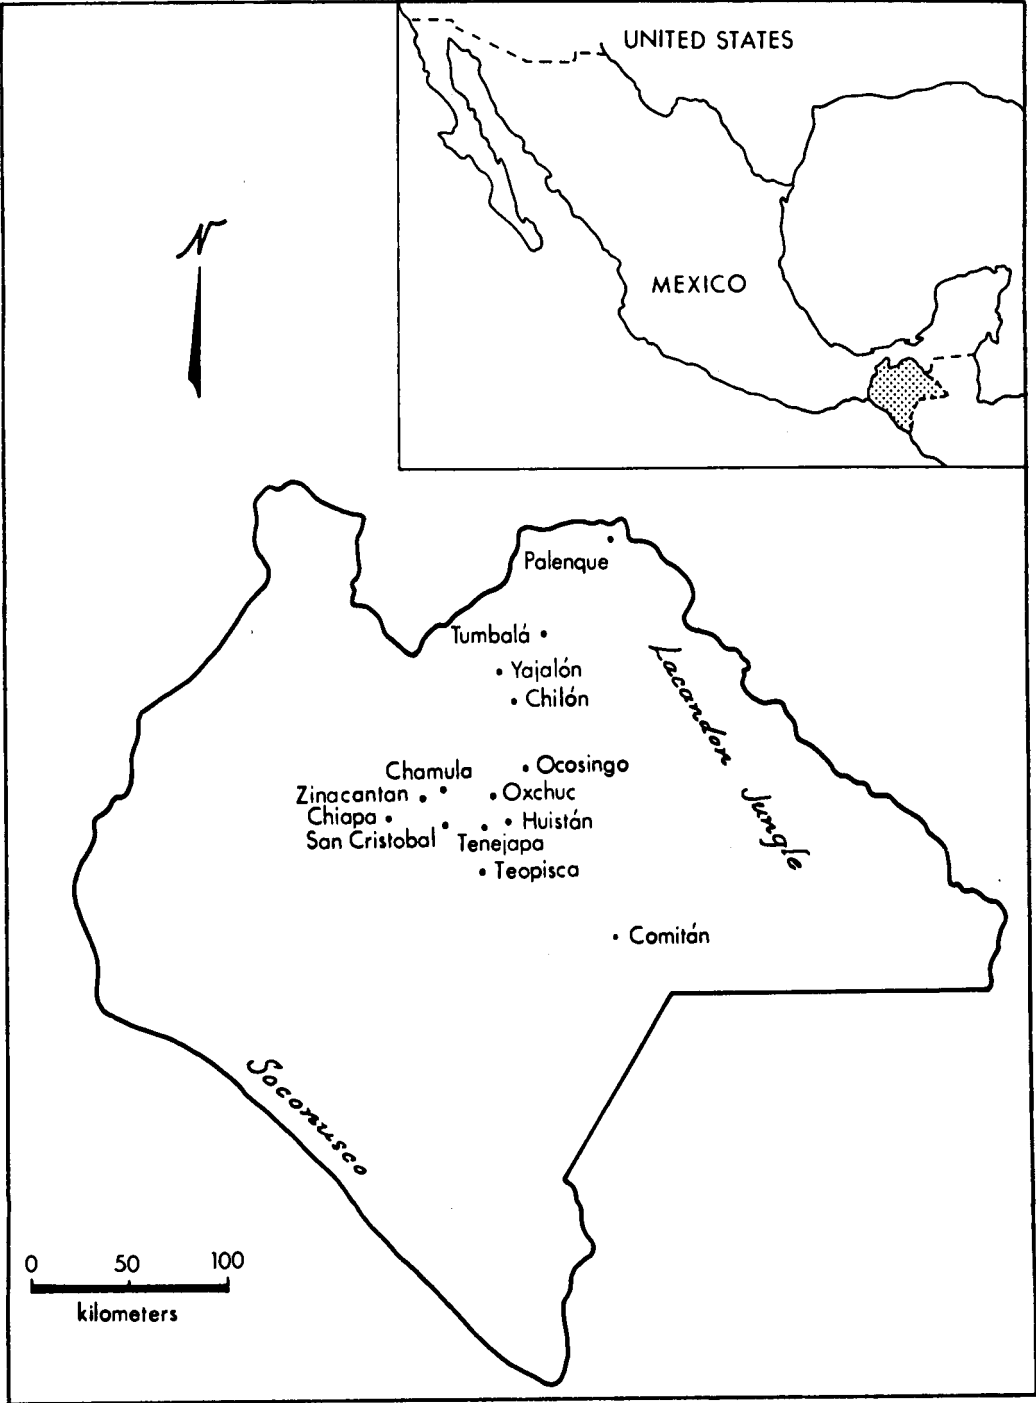 UNITED STATES
MEXICO
N
Palenque
Tumbalá
Yajalón
Chilón
Lacandon Jungle
Ocosingo
Chamula
Zinacantan
Oxchuc
Chiapa
Huistán
San Cristobal
Tenejapa
Teopisca
Comitán
Soconusco
0 50 100
kilometers